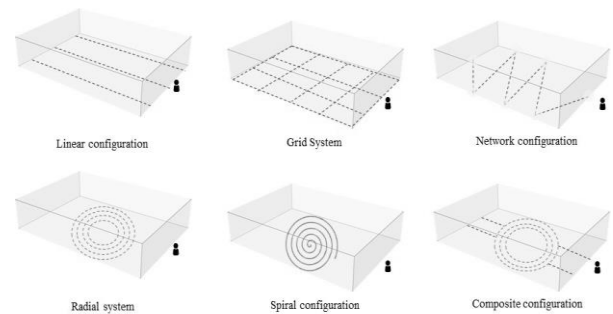 Linear configuration
Grid System
Network configuration
Radial system
Spiral configuration
Composite configuration